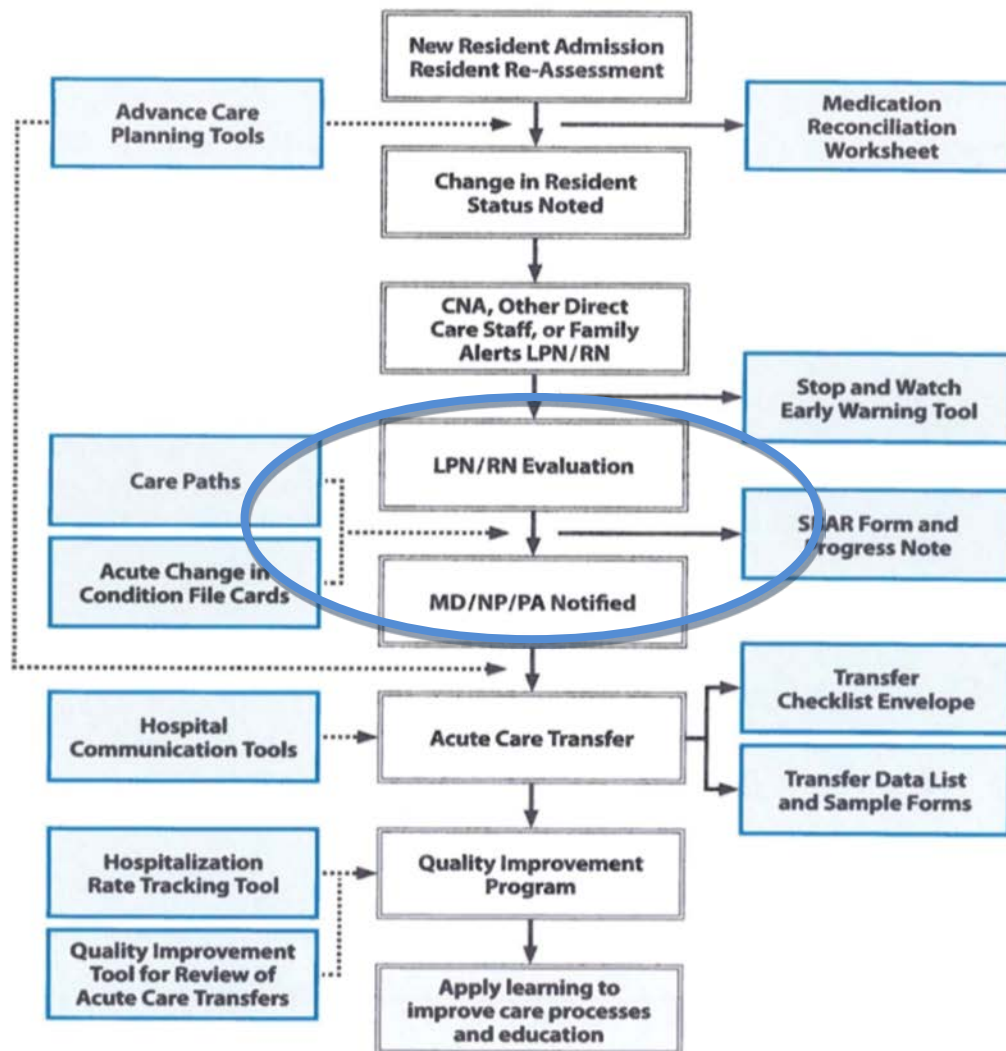 New Resident Admission
Resident Re-Assessment
Advance Care
Planning Tools
Medication
Reconciliation
Worksheet
Change in Resident
Status Noted
CNA, Other Direct
Care Staff, or Family
Alerts LPN/RN
Stop and Watch
Early Warning Tool
LPN/RN Evaluation
Care Paths
SBAR Form and
Progress Note
Acute Change in
Condition File Cards
MD/NP/PA Notified
Transfer
Checklist Envelope
Hospital
Communication Tools
Acute Care Transfer
Transfer Data List
and Sample Forms
Hospitalization
Rate Tracking Tool
Quality Improvement
Program
Quality Improvement
Tool for Review of
Acute Care Transfers
Apply learning to
improve care processes
and education